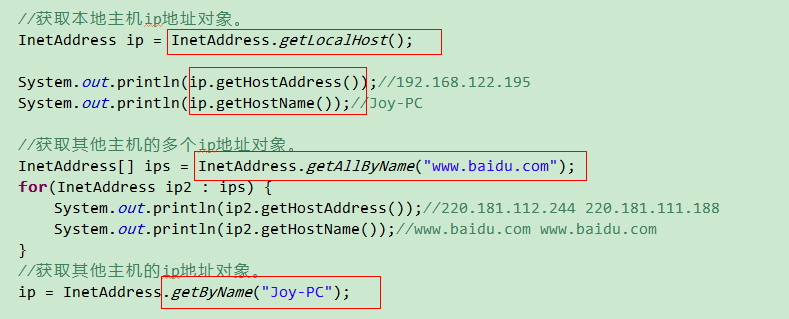 //获取本地主机ip地址对象。
InetAddress ip = InetAddress.getLocalHost();
System.out.println(ip.getHostAddress());//192.168.122.195
System.out.println(ip.getHostName());//Joy-PC
//获取其他主机的多个ip地址对象。
InetAddress[] ips = InetAddress.getAllByName("www.baidu.com");
for(InetAddress ip2 : ips) {
System.out.println(ip2.getHostAddress());//220.181.112.244 220.181.111.188
System.out.println(ip2.getHostName());//www.baidu.com www.baidu.com
}
//获取其他主机的ip地址对象。
ip = InetAddress.getByName("Joy-PC");